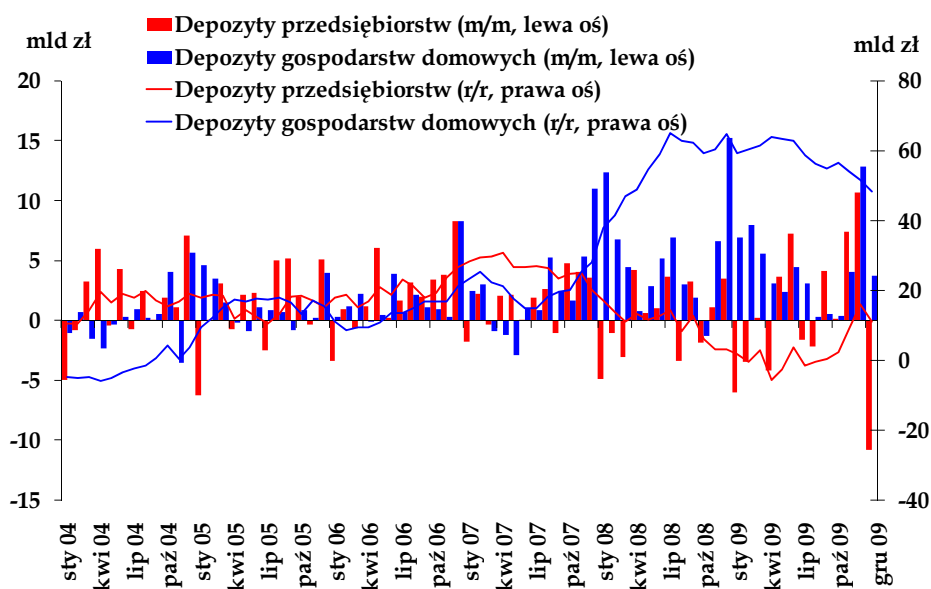 Depozyty przedsiębiorstw (m/m, lewa oś)
mld zł
mld zł
Depozyty gospodarstw domowych (m/m, lewa oś)
Depozyty przedsiębiorstw (r/r, prawa oś)
Depozyty gospodarstw domowych (r/r, prawa oś)
20
15
10
5
0
-5
-10
-15
80
60
40
20
0
-20
-40
sty 04
kwi 04
lip 04
paź 04
sty 05
kwi 05
lip 05
paź 05
sty 06
kwi 06
lip 06
paź 06
sty 07
kwi 07
lip 07
paź 07
sty 08
kwi 08
lip 08
paź 08
sty 09
kwi 09
lip 09
paź 09
gru 09